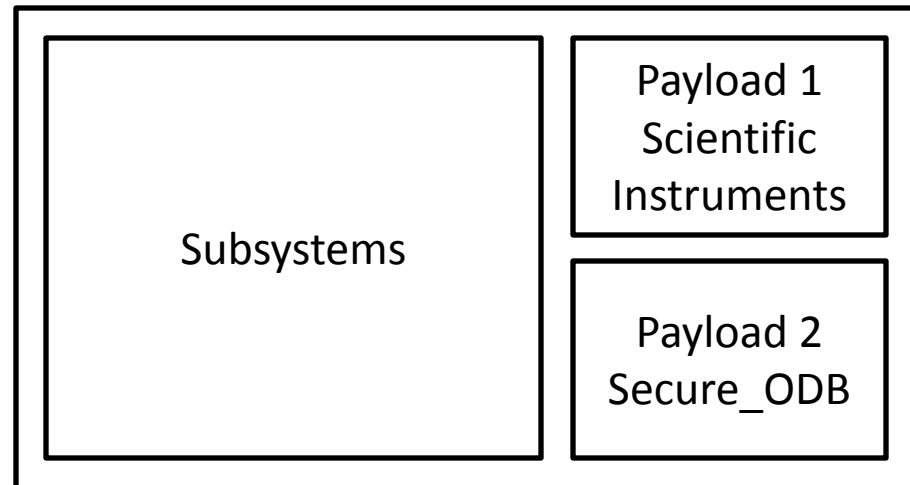 Subsystems
Payload 1
Scientific
Instruments
Payload 2
Secure_ODB